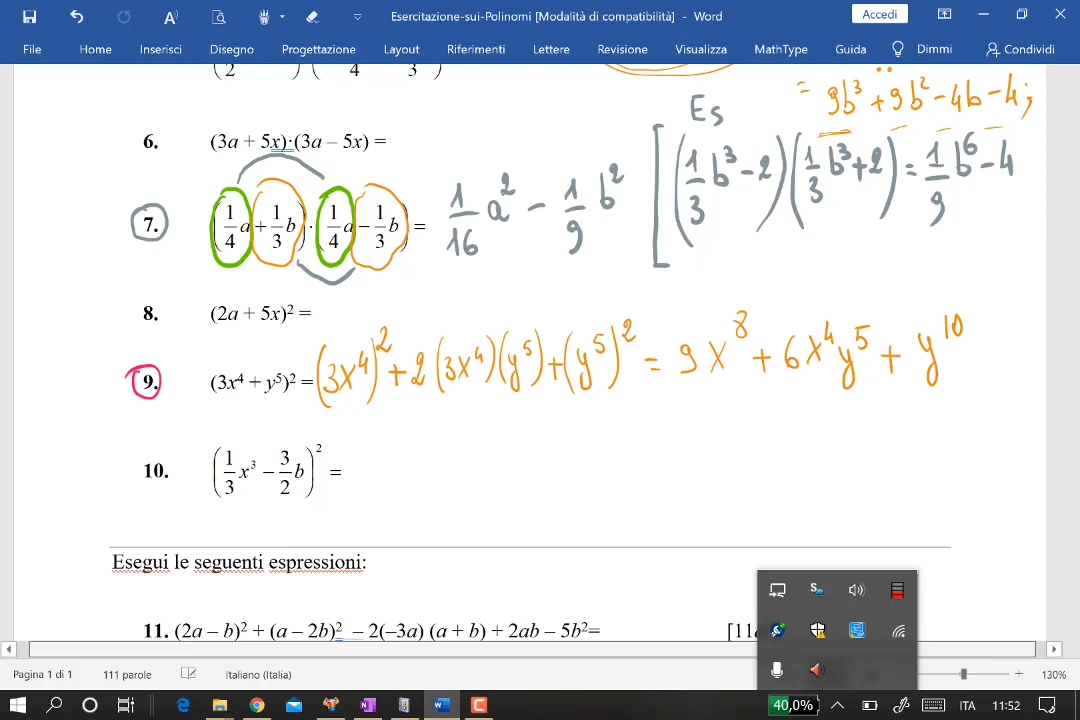 Esercitazione-sui-Polinomi [Modalità di compatibilità] - Word
Accedi
File Home Inserisci Disegno Progettazione Layout Riferimenti Lettere Revisione Visualizza MathType Guida Dimmi Condividi
(2 ) ( 4 3 )
= 9b³ + 9b² - 4b - 4;
Es
6. (3a + 5x)·(3a – 5x) =
7. (1/4 a + 1/3 b) · (1/4 a − 1/3 b) = 1/16 a² - 1/9 b² [(1/3 b³ - 2)(1/3 b³ + 2) = 1/9 b⁶ - 4
8. (2a + 5x)² =
9. (3x⁴ + y⁵)² = (3x⁴)² + 2(3x⁴)(y⁵) + (y⁵)² = 9x⁸ + 6x⁴y⁵ + y¹⁰
10. (1/3 x³ − 3/2 b)² =
Esegui le seguenti espressioni:
11. (2a – b)² + (a – 2b)² – 2(–3a) (a + b) + 2ab – 5b²= [11a
Pagina 1 di 1 111 parole Italiano (Italia) 130%
40,0% ITA 11:52